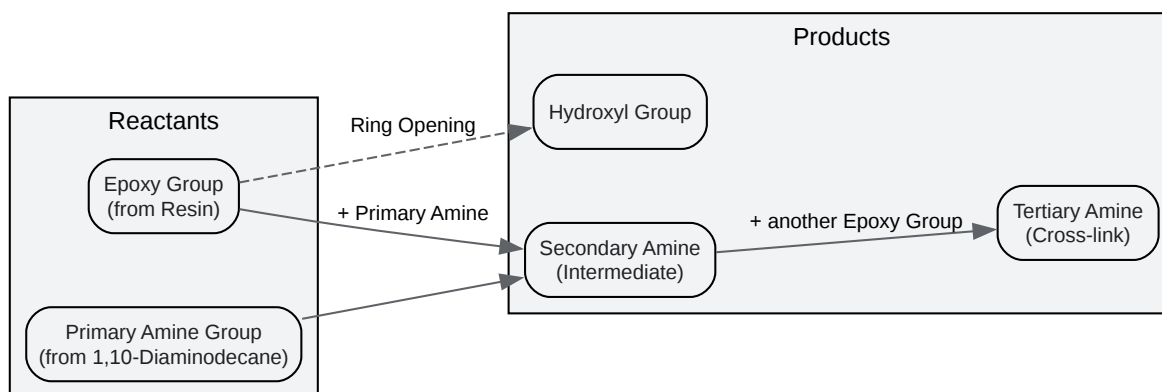 Products
Reactants
Hydroxyl Group
Ring Opening
Epoxy Group
(from Resin)
+ Primary Amine
Secondary Amine
(Intermediate)
+ another Epoxy Group
Tertiary Amine
(Cross-link)
Primary Amine Group
(from 1,10-Diaminodecane)